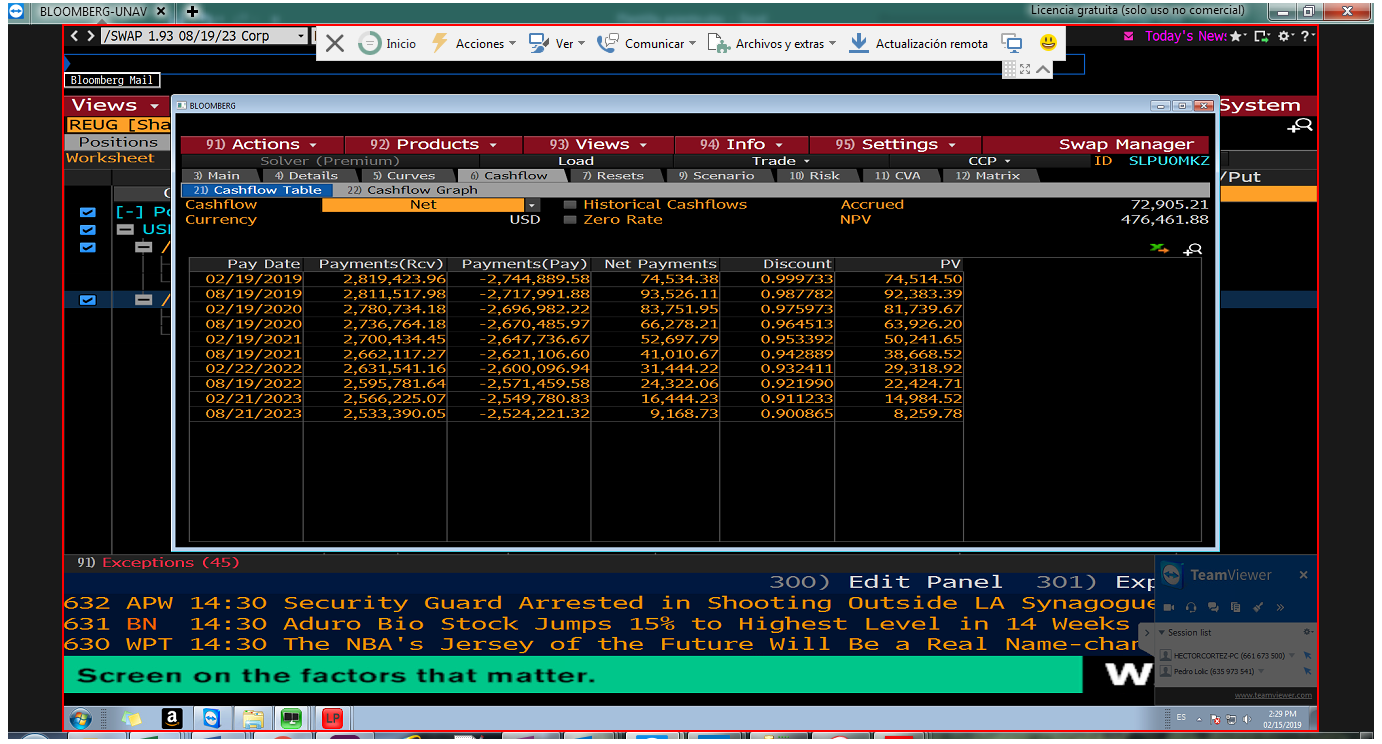 BLOOMBERG-UNAV × + Licencia gratuita (solo uso no comercial)
< > /SWAP 1.93 08/19/23 Corp Inicio Acciones Ver Comunicar Archivos y extras Actualización remota Today's New
Bloomberg Mail
Views System
BLOOMBERG
REUG [Sha
Positions
Worksheet
91) Actions 92) Products 93) Views 94) Info 95) Settings Swap Manager
Solver (Premium) Load Trade CCP ID SLPU0MKZ
3) Main 4) Details 5) Curves 6) Cashflow 7) Resets 9) Scenario 10) Risk 11) CVA 12) Matrix
/Put
21) Cashflow Table 22) Cashflow Graph
Cashflow Net Historical Cashflows Accrued 72,905.21
Currency USD Zero Rate NPV 476,461.88
[-] Po
USD
Pay Date Payments(Rcv) Payments(Pay) Net Payments Discount PV
02/19/2019 2,819,423.96 -2,744,889.58 74,534.38 0.999733 74,514.50
08/19/2019 2,811,517.98 -2,717,991.88 93,526.11 0.987782 92,383.39
02/19/2020 2,780,734.18 -2,696,982.22 83,751.95 0.975973 81,739.67
08/19/2020 2,736,764.18 -2,670,485.97 66,278.21 0.964513 63,926.20
02/19/2021 2,700,434.45 -2,647,736.67 52,697.79 0.953392 50,241.65
08/19/2021 2,662,117.27 -2,621,106.60 41,010.67 0.942889 38,668.52
02/22/2022 2,631,541.16 -2,600,096.94 31,444.22 0.932411 29,318.92
08/19/2022 2,595,781.64 -2,571,459.58 24,322.06 0.921990 22,424.71
02/21/2023 2,566,225.07 -2,549,780.83 16,444.23 0.911233 14,984.52
08/21/2023 2,533,390.05 -2,524,221.32 9,168.73 0.900865 8,259.78
91) Exceptions (45)
300) Edit Panel 301) Exp
632 APW 14:30 Security Guard Arrested in Shooting Outside LA Synagogue
631 BN 14:30 Aduro Bio Stock Jumps 15% to Highest Level in 14 Weeks
630 WPT 14:30 The NBA's Jersey of the Future Will Be a Real Name-chan
Screen on the factors that matter. W
TeamViewer ×
Session list
HECTORCORTEZ-PC (661 673 500)
Pedro Lolic (635 973 541)
www.teamviewer.com
a LP ES 2:29 PM
02/15/2019